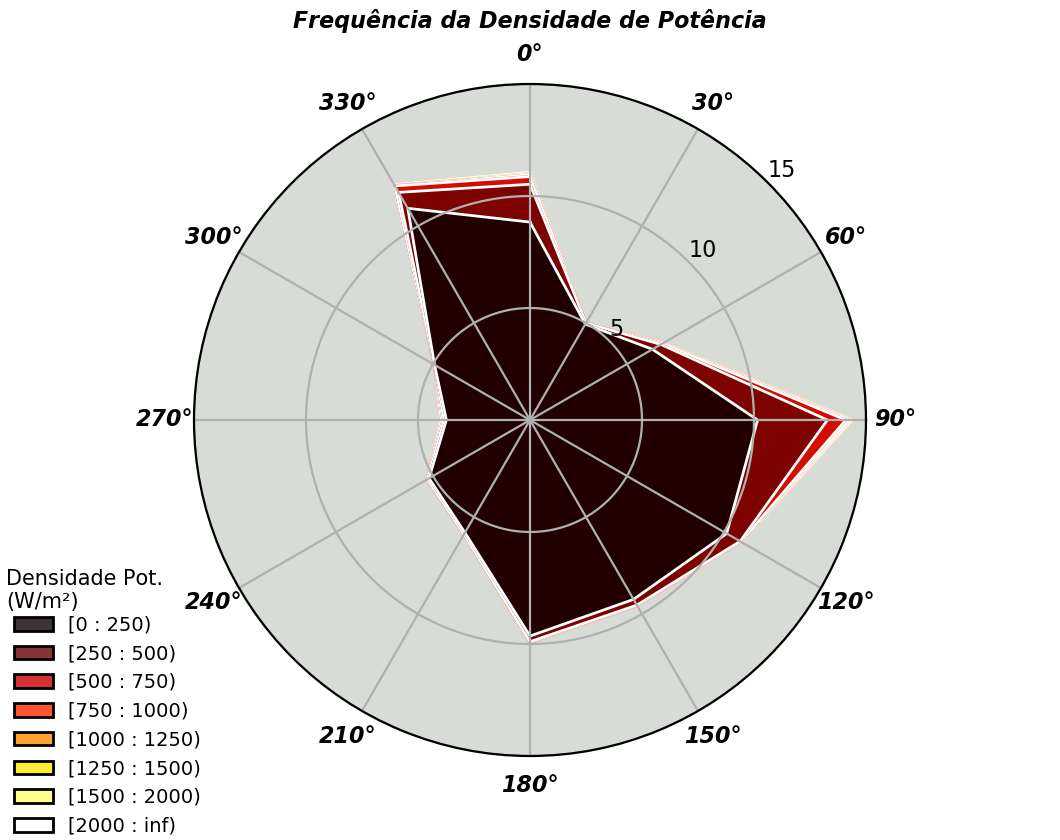 Frequência da Densidade de Potência
0°
330°
30°
15
300°
60°
10
5
270°
90°
240°
120°
210°
150°
180°
Densidade Pot.
(W/m²)
[0 : 250)
[250 : 500)
[500 : 750)
[750 : 1000)
[1000 : 1250)
[1250 : 1500)
[1500 : 2000)
[2000 : inf)